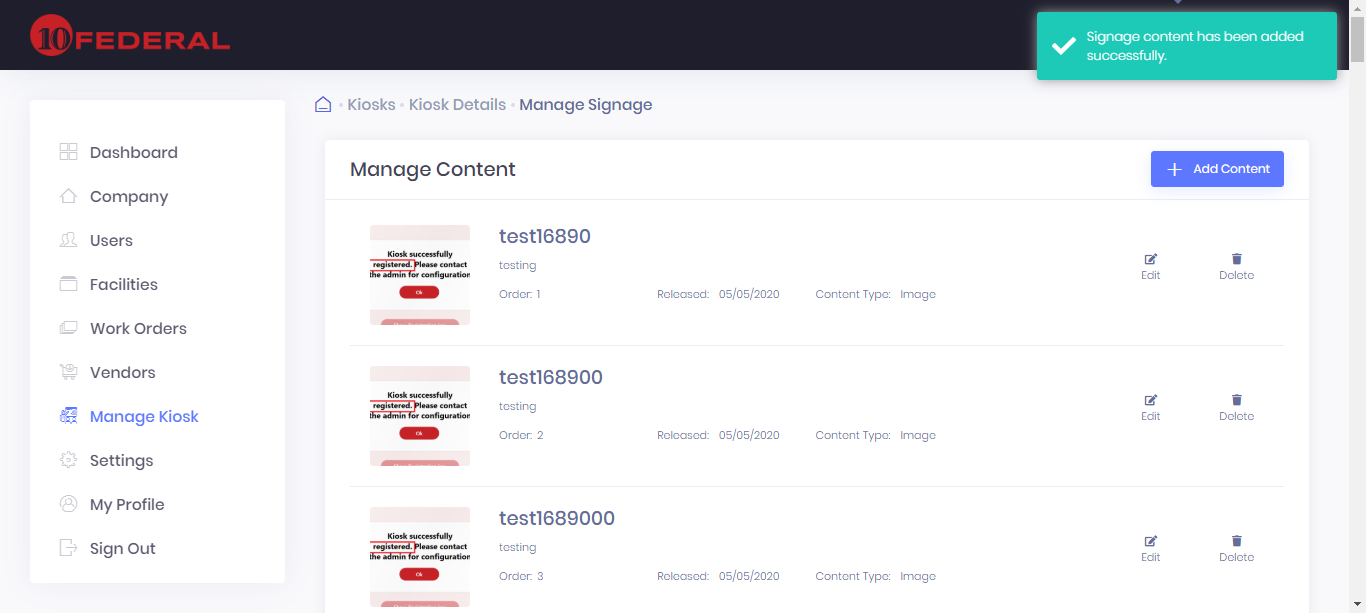 10 FEDERAL
Signage content has been added
successfully.
Kiosks • Kiosk Details • Manage Signage
Dashboard
Company
Users
Facilities
Work Orders
Vendors
Manage Kiosk
Settings
My Profile
Sign Out
Manage Content
Add Content
Kiosk successfully
registered. Please contact
the admin for configuration
Ok
test16890
testing
Order: 1 Released: 05/05/2020 Content Type: Image
Edit
Delete
Kiosk successfully
registered. Please contact
the admin for configuration
Ok
test168900
testing
Order: 2 Released: 05/05/2020 Content Type: Image
Edit
Delete
Kiosk successfully
registered. Please contact
the admin for configuration
Ok
test1689000
testing
Order: 3 Released: 05/05/2020 Content Type: Image
Edit
Delete